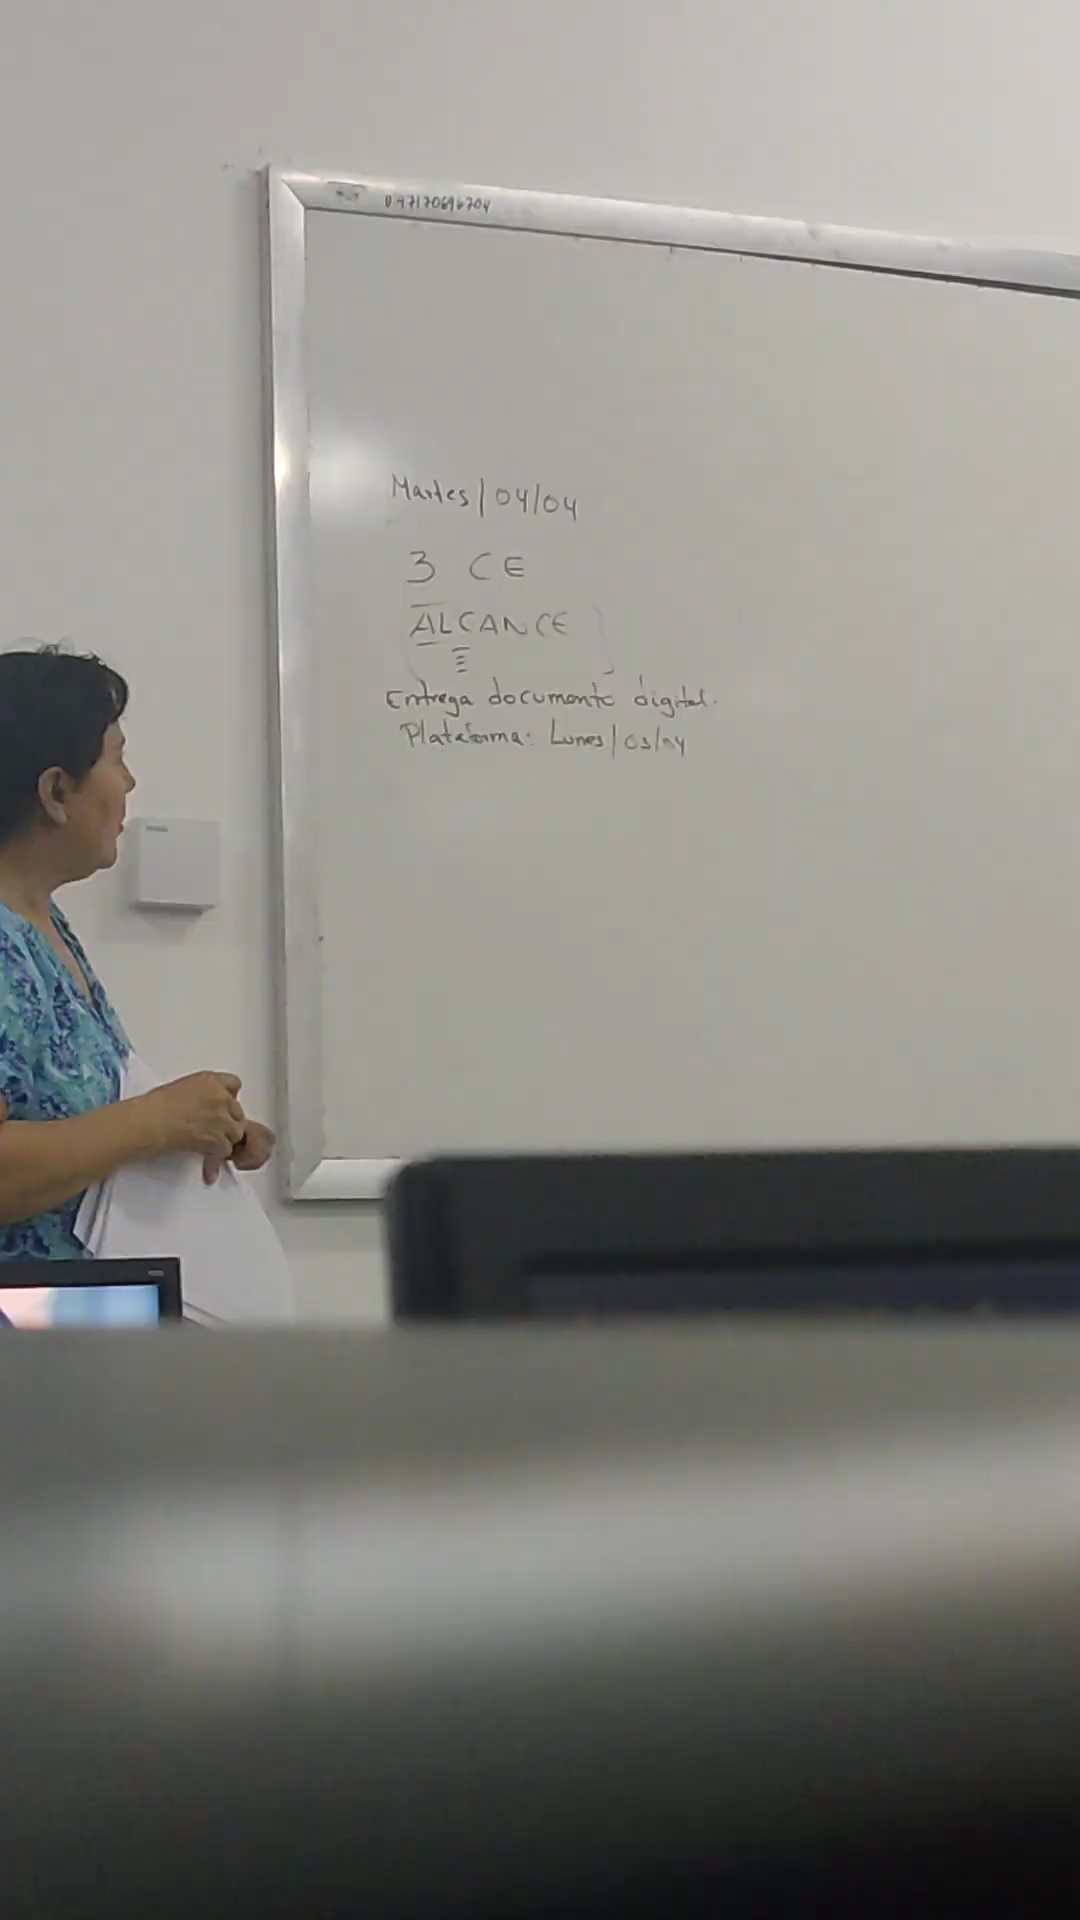 Martes/04/04
3 CE
ALCANCE
Entrega documento digital.
Plataforma: Lunes/03/04